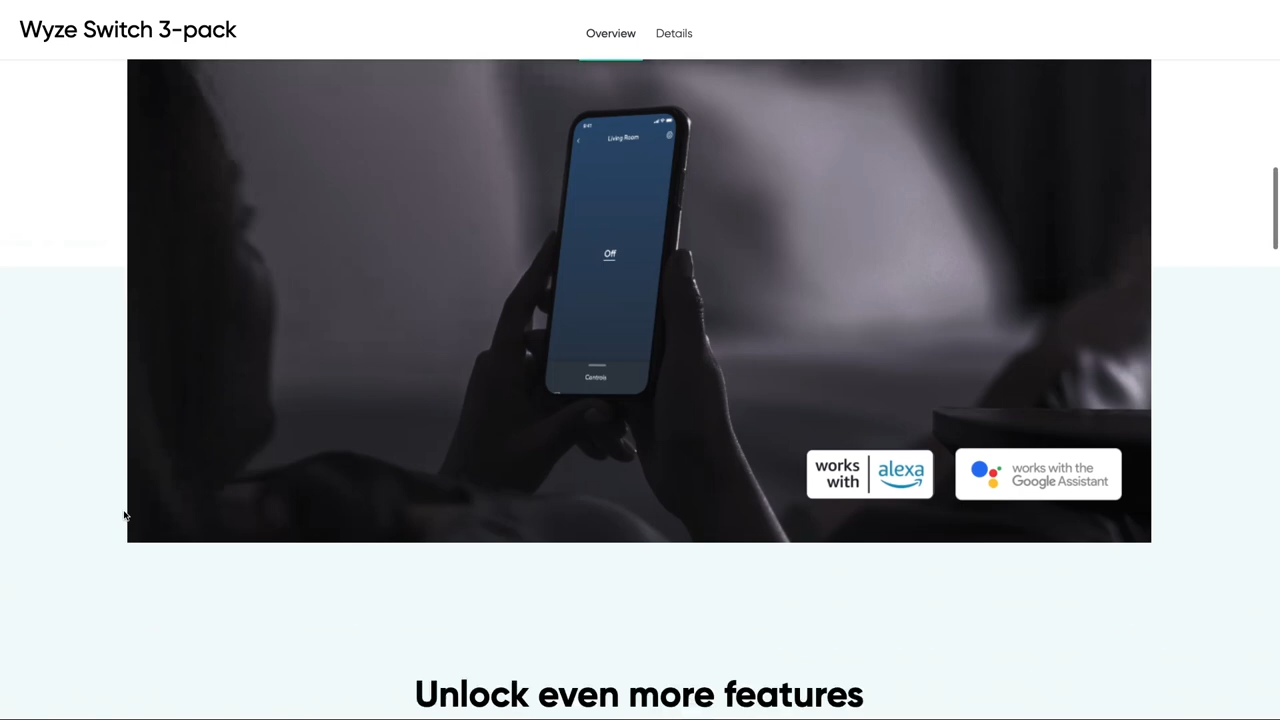 Wyze Switch 3-pack
Overview
Details
Living Room
Off
Controls
works with
alexa
works with the
Google Assistant
Unlock even more features